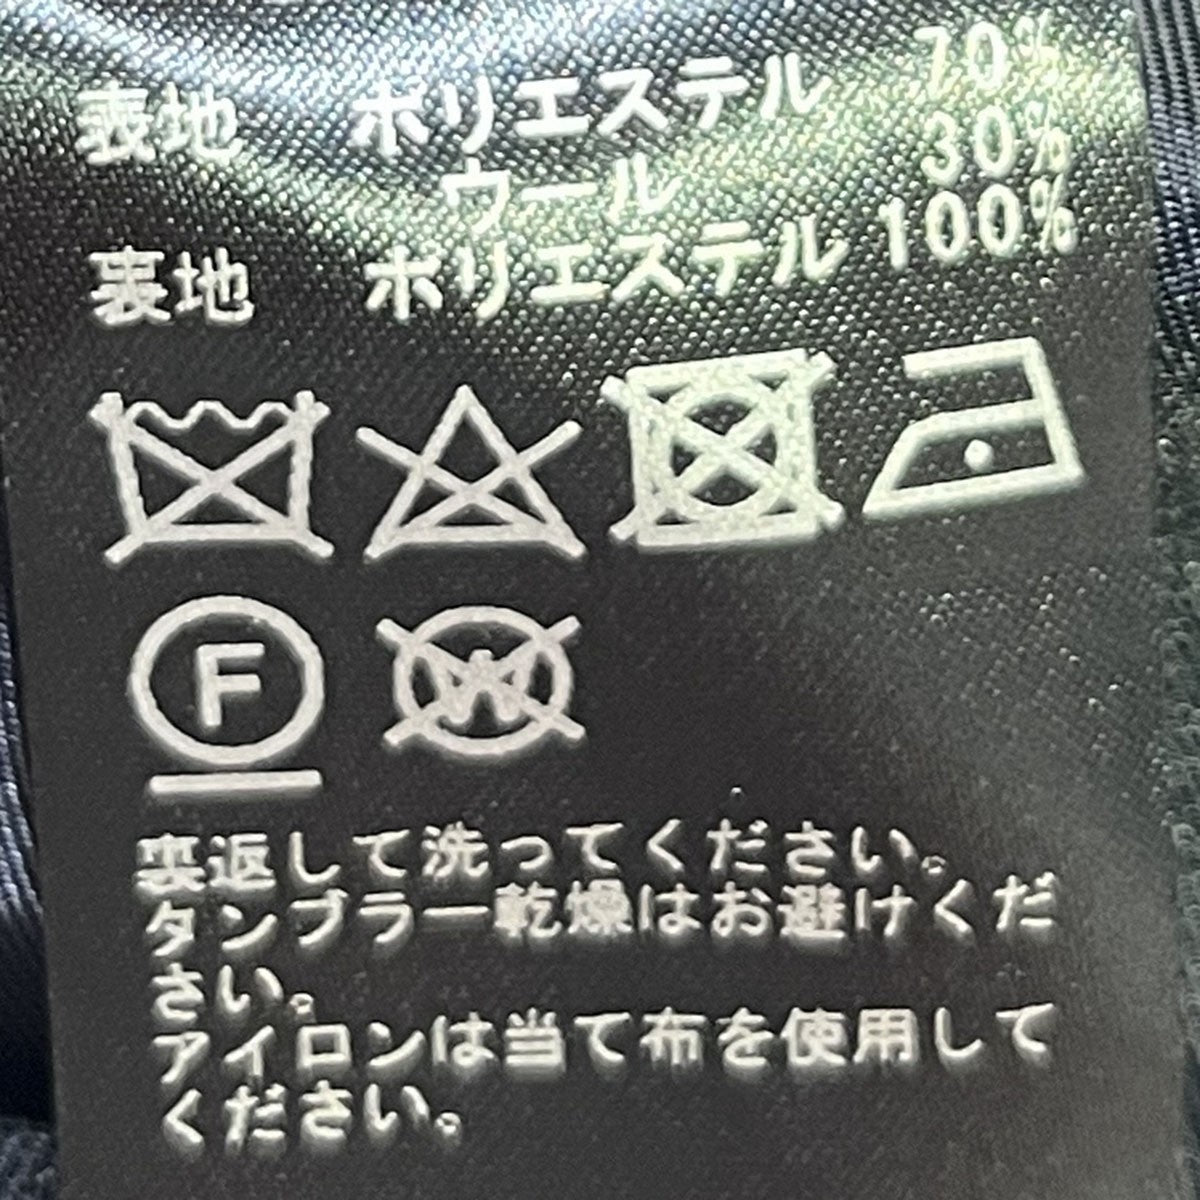 表地 ポリエステル 70%
ウール 30%
裏地 ポリエステル 100%
F
W
裏返して洗ってください。
タンブラー乾燥はお避けくだ
さい。
アイロンは当て布を使用して
ください。